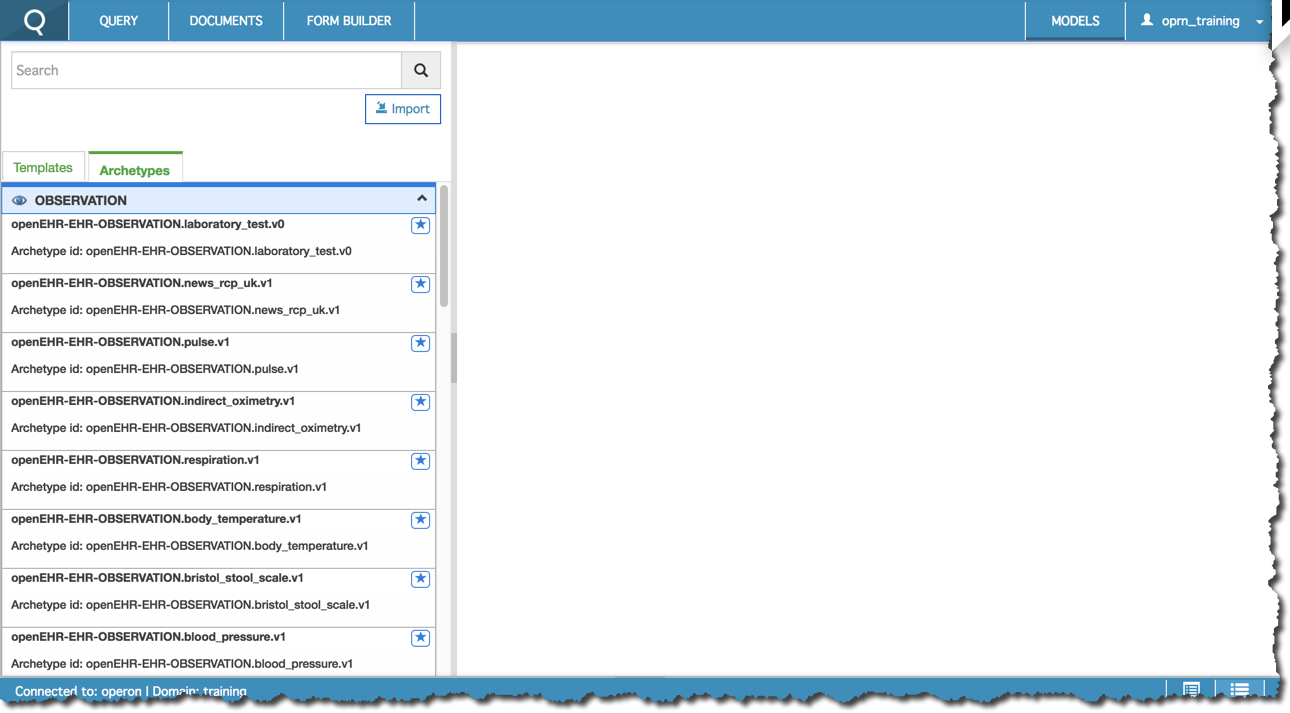 QUERY DOCUMENTS FORM BUILDER MODELS oprn_training
Search
Import
Templates Archetypes
OBSERVATION
openEHR-EHR-OBSERVATION.laboratory_test.v0
Archetype id: openEHR-EHR-OBSERVATION.laboratory_test.v0
openEHR-EHR-OBSERVATION.news_rcp_uk.v1
Archetype id: openEHR-EHR-OBSERVATION.news_rcp_uk.v1
openEHR-EHR-OBSERVATION.pulse.v1
Archetype id: openEHR-EHR-OBSERVATION.pulse.v1
openEHR-EHR-OBSERVATION.indirect_oximetry.v1
Archetype id: openEHR-EHR-OBSERVATION.indirect_oximetry.v1
openEHR-EHR-OBSERVATION.respiration.v1
Archetype id: openEHR-EHR-OBSERVATION.respiration.v1
openEHR-EHR-OBSERVATION.body_temperature.v1
Archetype id: openEHR-EHR-OBSERVATION.body_temperature.v1
openEHR-EHR-OBSERVATION.bristol_stool_scale.v1
Archetype id: openEHR-EHR-OBSERVATION.bristol_stool_scale.v1
openEHR-EHR-OBSERVATION.blood_pressure.v1
Archetype id: openEHR-EHR-OBSERVATION.blood_pressure.v1
Connected to: operon | Domain: training